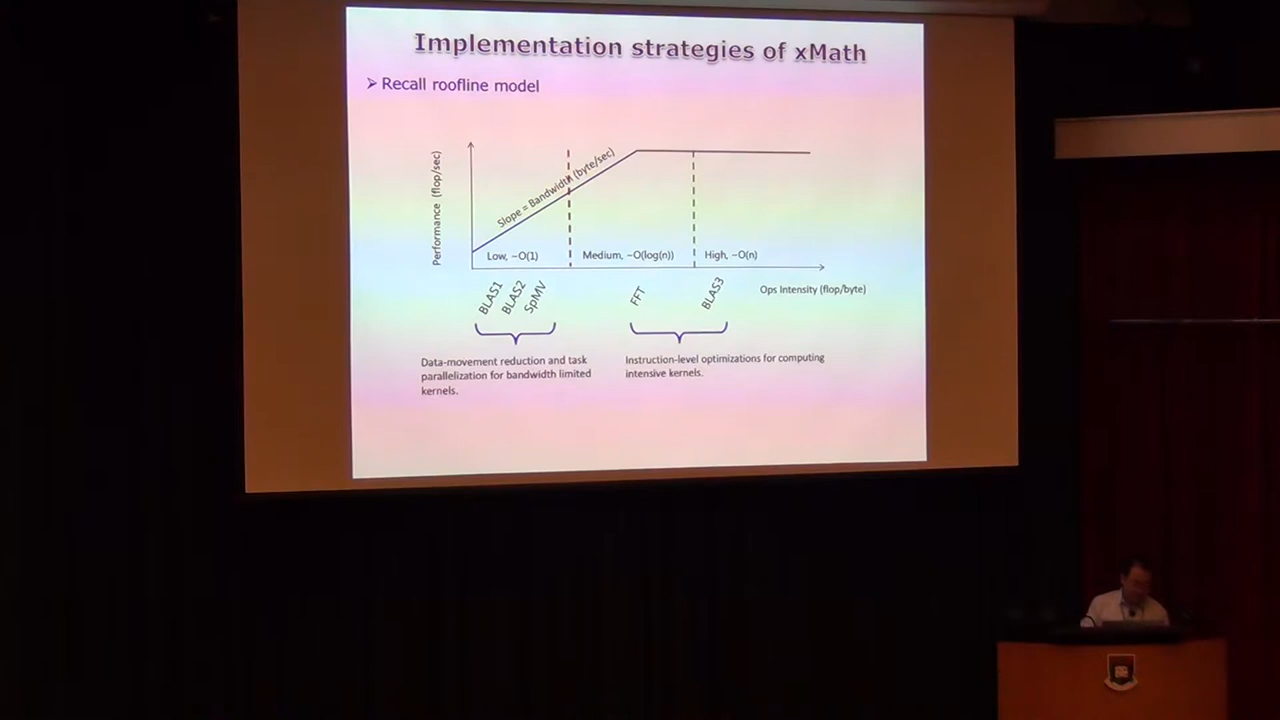 Implementation strategies of xMath
➢ Recall roofline model
Performance (flop/sec)
Slope = Bandwidth (byte/sec)
Low, ~O(1)
Medium, ~O(log(n))
High, ~O(n)
BLAS1
BLAS2
SpMV
FFT
BLAS3
Ops Intensity (flop/byte)
Data-movement reduction and task
parallelization for bandwidth limited
kernels.
Instruction-level optimizations for computing
intensive kernels.